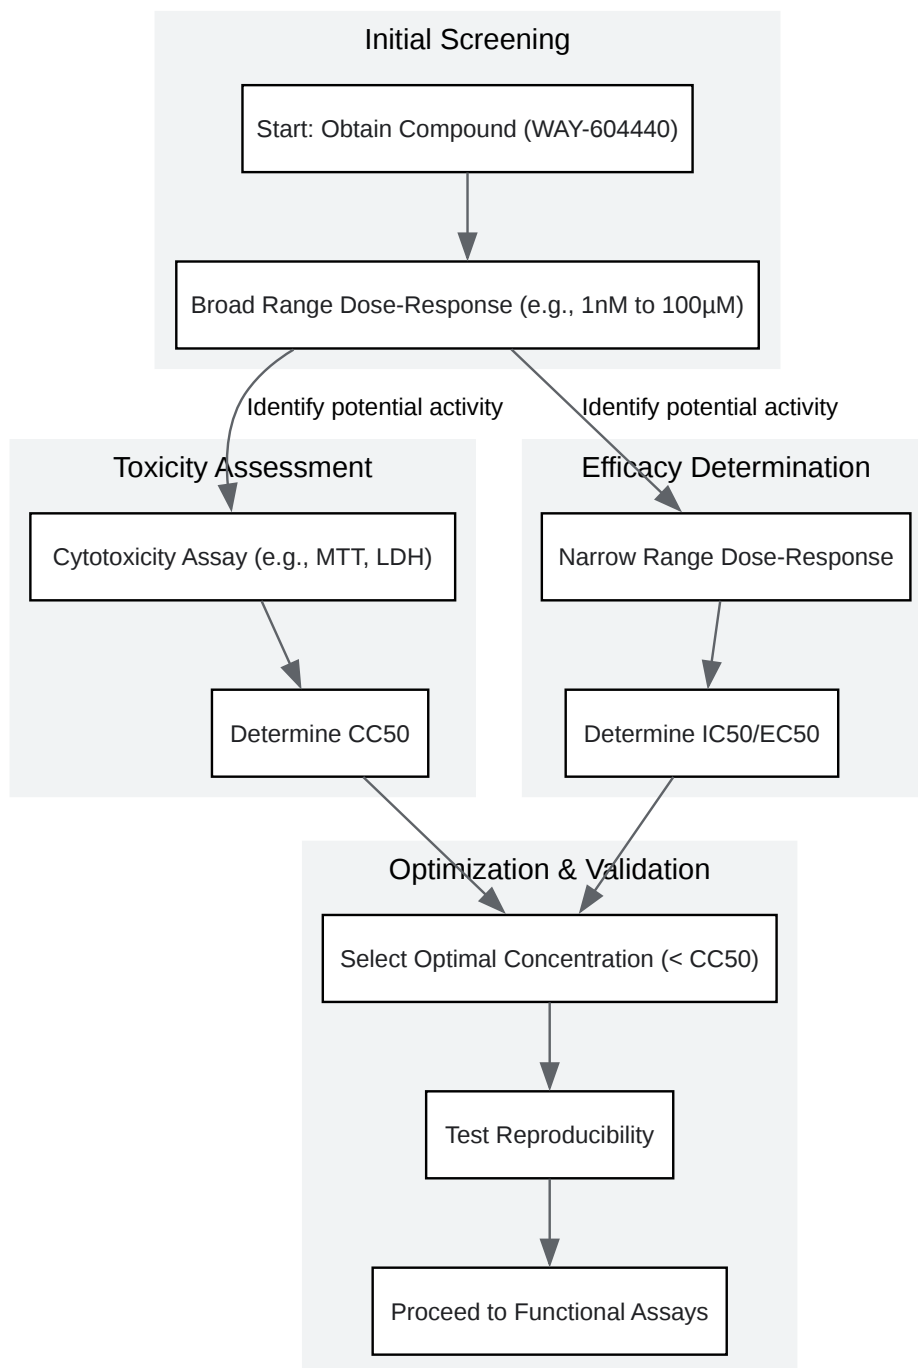 Initial Screening
Start: Obtain Compound (WAY-604440)
Broad Range Dose-Response (e.g., 1nM to 100µM)
Identify potential activity
Identify potential activity
Toxicity Assessment
Efficacy Determination
Cytotoxicity Assay (e.g., MTT, LDH)
Narrow Range Dose-Response
Determine CC50
Determine IC50/EC50
Optimization & Validation
Select Optimal Concentration (< CC50)
Test Reproducibility
Proceed to Functional Assays